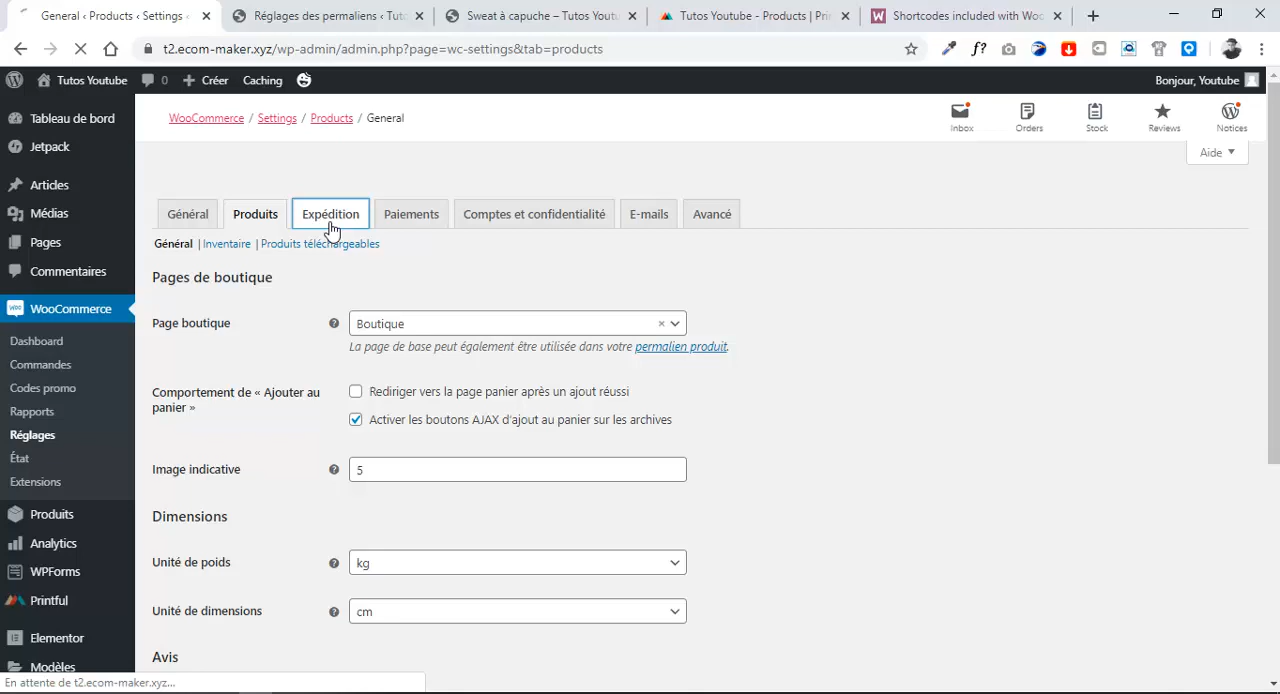 General ‹ Products ‹ Settings ‹
Réglages des permaliens ‹ Tuto
Sweat à capuche – Tutos Youtu
Tutos Youtube - Products | Prin
Shortcodes included with Woo
t2.ecom-maker.xyz/wp-admin/admin.php?page=wc-settings&tab=products
Tutos Youtube
0
Créer
Caching
Bonjour, Youtube
Tableau de bord
Jetpack
Articles
Médias
Pages
Commentaires
WooCommerce
Dashboard
Commandes
Codes promo
Rapports
Réglages
État
Extensions
Produits
Analytics
WPForms
Printful
Elementor
Modèles
WooCommerce / Settings / Products / General
Inbox
Orders
Stock
Reviews
Notices
Aide
Général
Produits
Expédition
Paiements
Comptes et confidentialité
E-mails
Avancé
Général | Inventaire | Produits téléchargeables
Pages de boutique
Page boutique
Boutique
La page de base peut également être utilisée dans votre permalien produit.
Comportement de « Ajouter au
panier »
Rediriger vers la page panier après un ajout réussi
Activer les boutons AJAX d'ajout au panier sur les archives
Image indicative
5
Dimensions
Unité de poids
kg
Unité de dimensions
cm
Avis
En attente de t2.ecom-maker.xyz...